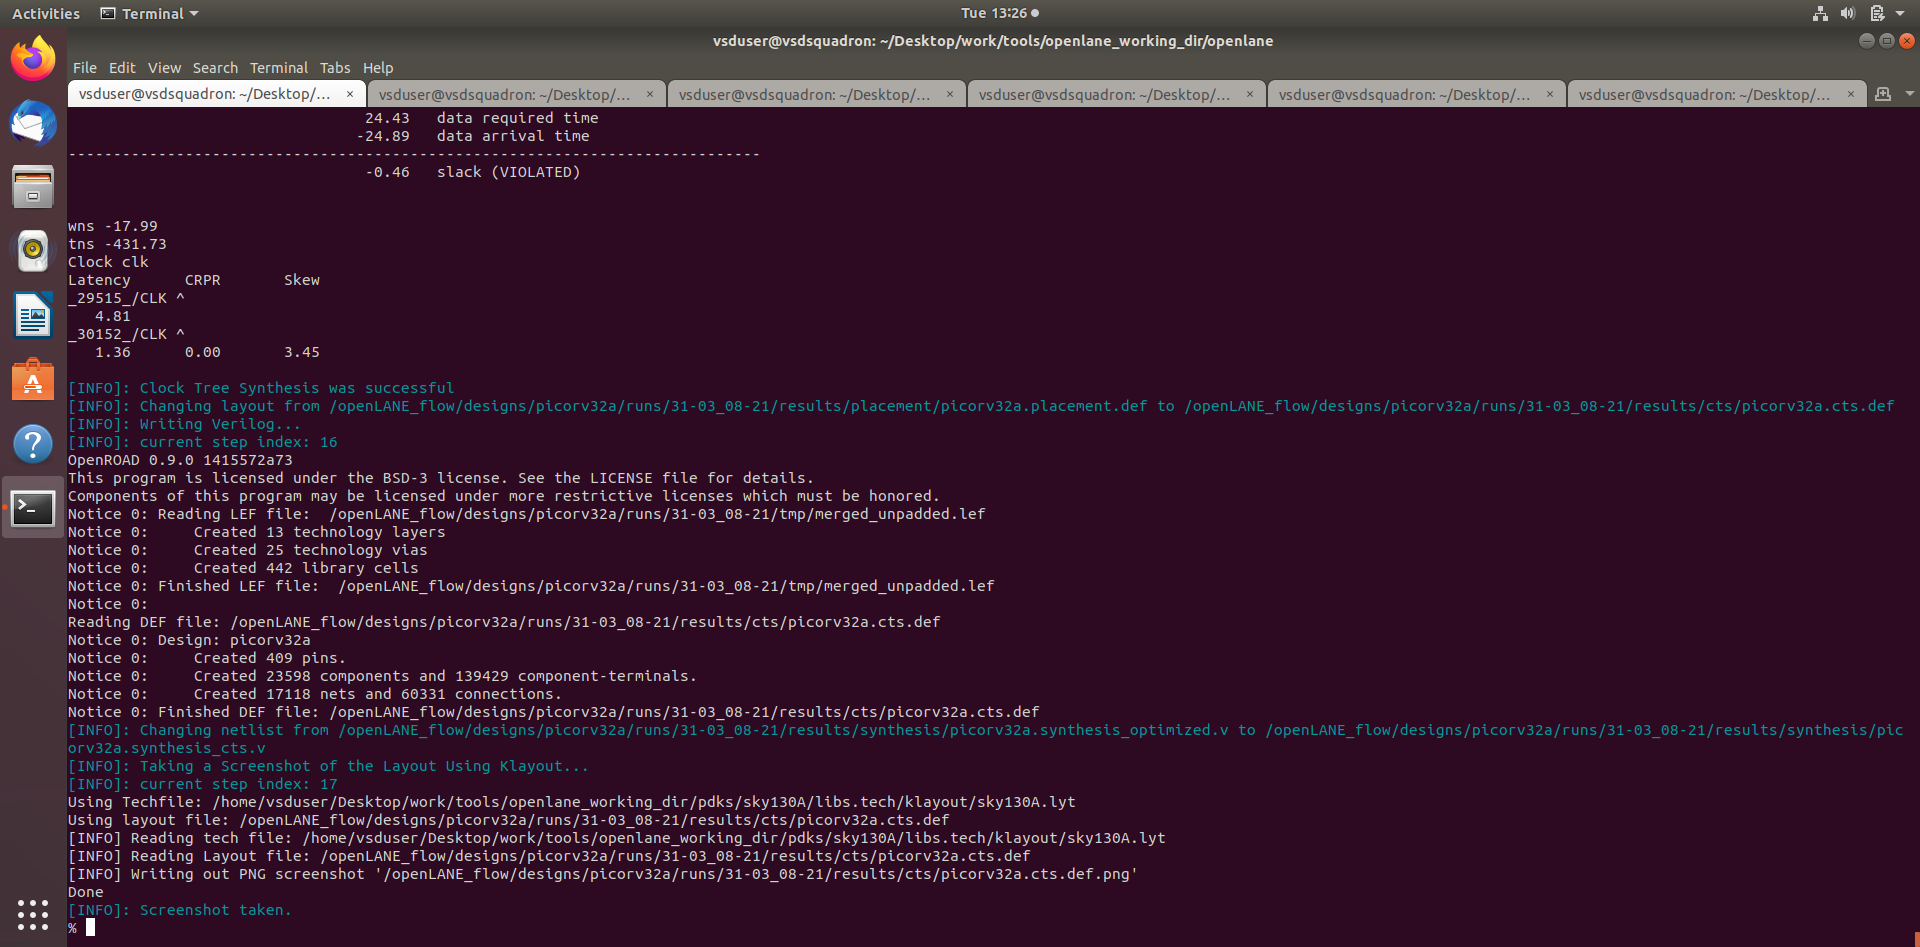 Activities Terminal Tue 13:26
vsduser@vsdsquadron: ~/Desktop/work/tools/openlane_working_dir/openlane
File Edit View Search Terminal Tabs Help
vsduser@vsdsquadron: ~/Desktop/... × vsduser@vsdsquadron: ~/Desktop/... × vsduser@vsdsquadron: ~/Desktop/... × vsduser@vsdsquadron: ~/Desktop/... × vsduser@vsdsquadron: ~/Desktop/... × vsduser@vsdsquadron: ~/Desktop/... ×
24.43 data required time
-24.89 data arrival time
-----------------------------------------------------------------------------
-0.46 slack (VIOLATED)
wns -17.99
tns -431.73
Clock clk
Latency CRPR Skew
_29515_/CLK ^
4.81
_30152_/CLK ^
1.36 0.00 3.45
[INFO]: Clock Tree Synthesis was successful
[INFO]: Changing layout from /openLANE_flow/designs/picorv32a/runs/31-03_08-21/results/placement/picorv32a.placement.def to /openLANE_flow/designs/picorv32a/runs/31-03_08-21/results/cts/picorv32a.cts.def
[INFO]: Writing Verilog...
[INFO]: current step index: 16
OpenROAD 0.9.0 1415572a73
This program is licensed under the BSD-3 license. See the LICENSE file for details.
Components of this program may be licensed under more restrictive licenses which must be honored.
Notice 0: Reading LEF file:  /openLANE_flow/designs/picorv32a/runs/31-03_08-21/tmp/merged_unpadded.lef
Notice 0:     Created 13 technology layers
Notice 0:     Created 25 technology vias
Notice 0:     Created 442 library cells
Notice 0: Finished LEF file:  /openLANE_flow/designs/picorv32a/runs/31-03_08-21/tmp/merged_unpadded.lef
Notice 0:
Reading DEF file: /openLANE_flow/designs/picorv32a/runs/31-03_08-21/results/cts/picorv32a.cts.def
Notice 0: Design: picorv32a
Notice 0:     Created 409 pins.
Notice 0:     Created 23598 components and 139429 component-terminals.
Notice 0:     Created 17118 nets and 60331 connections.
Notice 0: Finished DEF file: /openLANE_flow/designs/picorv32a/runs/31-03_08-21/results/cts/picorv32a.cts.def
[INFO]: Changing netlist from /openLANE_flow/designs/picorv32a/runs/31-03_08-21/results/synthesis/picorv32a.synthesis_optimized.v to /openLANE_flow/designs/picorv32a/runs/31-03_08-21/results/synthesis/pic
orv32a.synthesis_cts.v
[INFO]: Taking a Screenshot of the Layout Using Klayout...
[INFO]: current step index: 17
Using Techfile: /home/vsduser/Desktop/work/tools/openlane_working_dir/pdks/sky130A/libs.tech/klayout/sky130A.lyt
Using layout file: /openLANE_flow/designs/picorv32a/runs/31-03_08-21/results/cts/picorv32a.cts.def
[INFO] Reading tech file: /home/vsduser/Desktop/work/tools/openlane_working_dir/pdks/sky130A/libs.tech/klayout/sky130A.lyt
[INFO] Reading Layout file: /openLANE_flow/designs/picorv32a/runs/31-03_08-21/results/cts/picorv32a.cts.def
[INFO] Writing out PNG screenshot '/openLANE_flow/designs/picorv32a/runs/31-03_08-21/results/cts/picorv32a.cts.def.png'
Done
[INFO]: Screenshot taken.
%